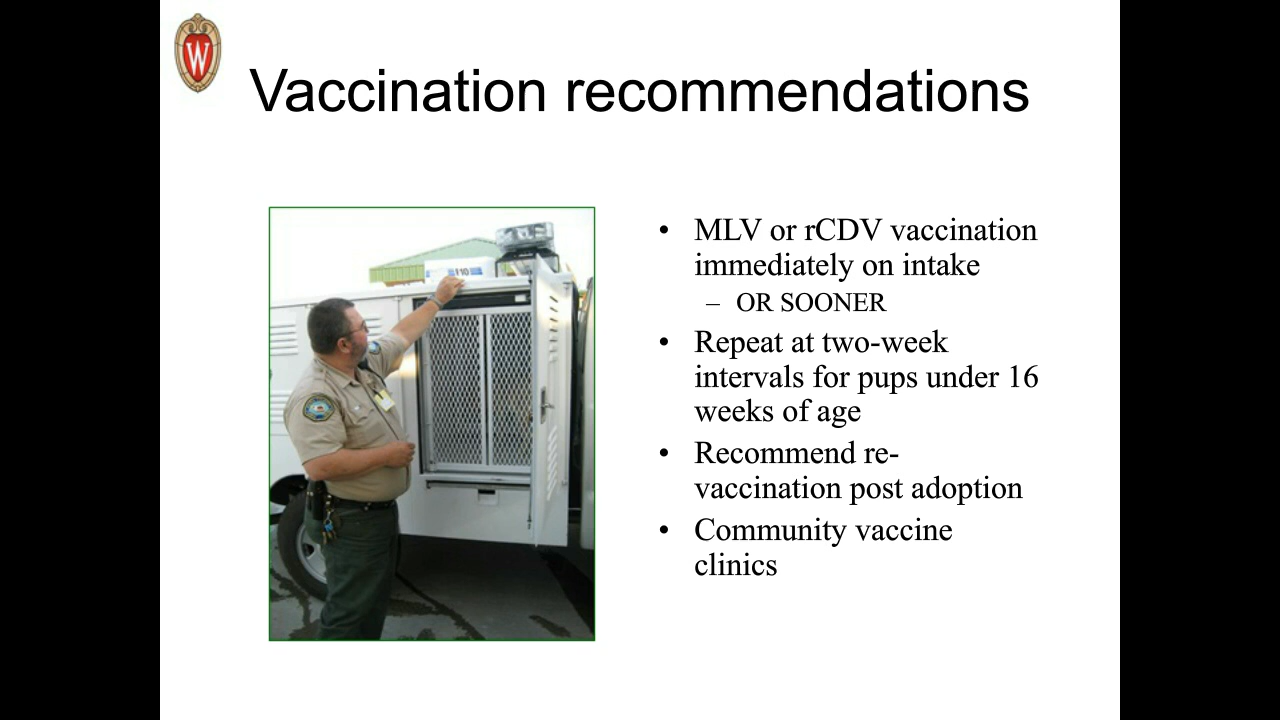 W
Vaccination recommendations
110
• MLV or rCDV vaccination
immediately on intake
– OR SOONER
• Repeat at two-week
intervals for pups under 16
weeks of age
• Recommend re-
vaccination post adoption
• Community vaccine
clinics